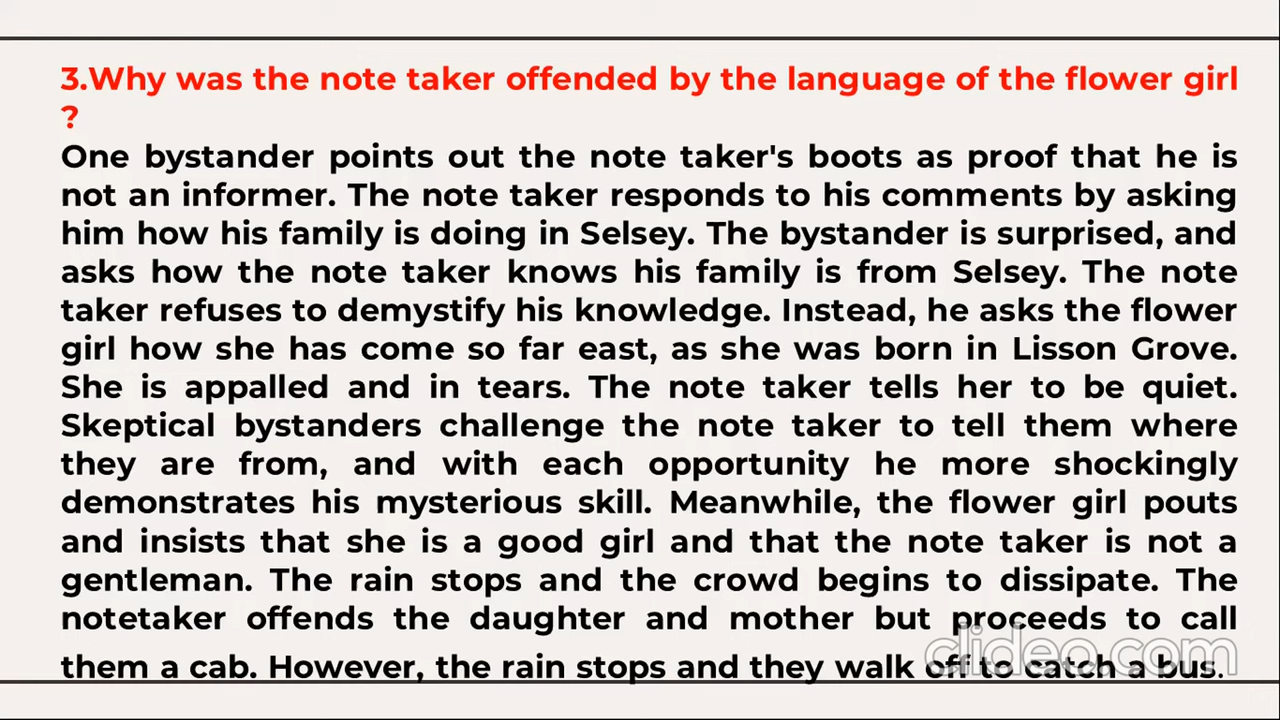 3.Why was the note taker offended by the language of the flower girl
?
One bystander points out the note taker's boots as proof that he is
not an informer. The note taker responds to his comments by asking
him how his family is doing in Selsey. The bystander is surprised, and
asks how the note taker knows his family is from Selsey. The note
taker refuses to demystify his knowledge. Instead, he asks the flower
girl how she has come so far east, as she was born in Lisson Grove.
She is appalled and in tears. The note taker tells her to be quiet.
Skeptical bystanders challenge the note taker to tell them where
they are from, and with each opportunity he more shockingly
demonstrates his mysterious skill. Meanwhile, the flower girl pouts
and insists that she is a good girl and that the note taker is not a
gentleman. The rain stops and the crowd begins to dissipate. The
notetaker offends the daughter and mother but proceeds to call
them a cab. However, the rain stops and they walk off to catch a bus.
clideo.com